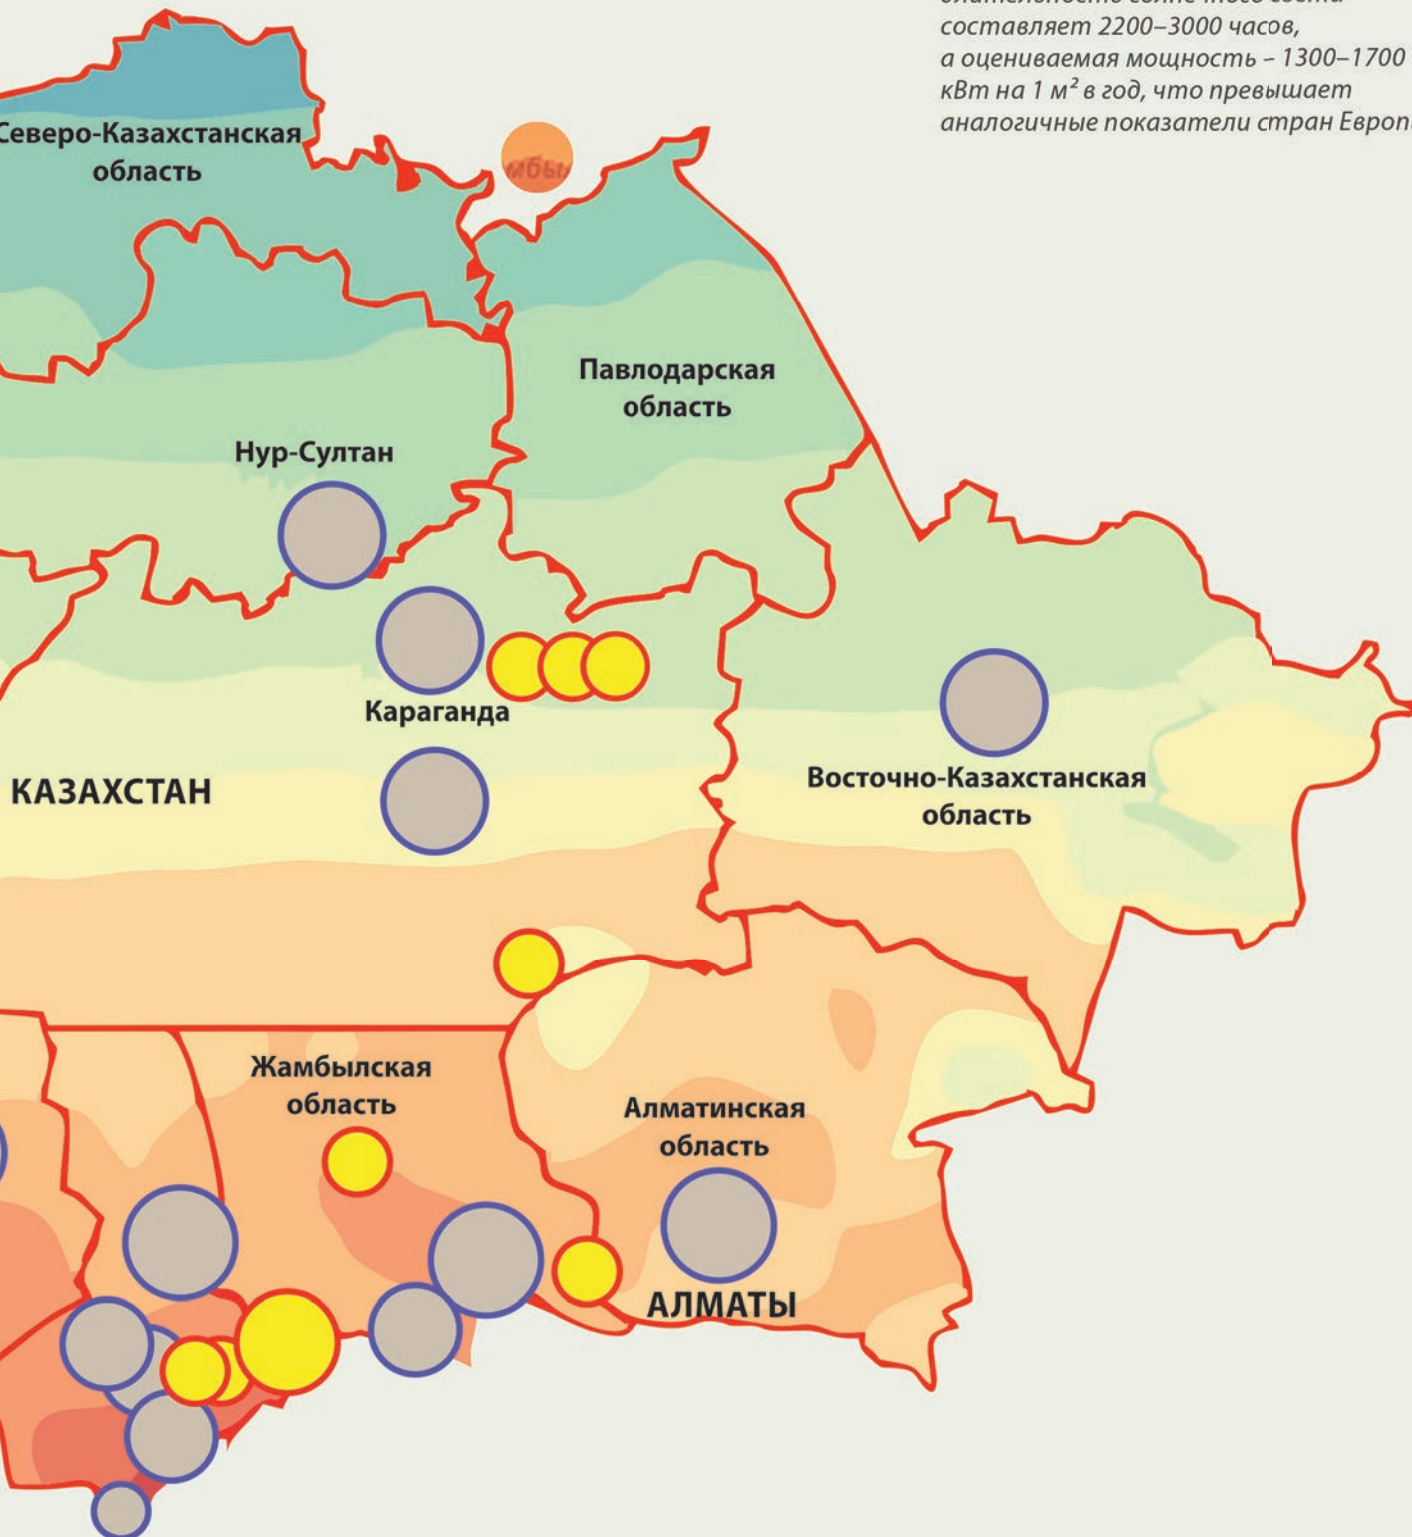 составляет 2200–3000 часов,
а оцениваемая мощность – 1300–1700
кВт на 1 м² в год, что превышает
аналогичные показатели стран Европ
Северо-Казахстанская
область
мбы
Павлодарская
область
Нур-Султан
Караганда
КАЗАХСТАН
Восточно-Казахстанская
область
Жамбылская
область
Алматинская
область
АЛМАТЫ